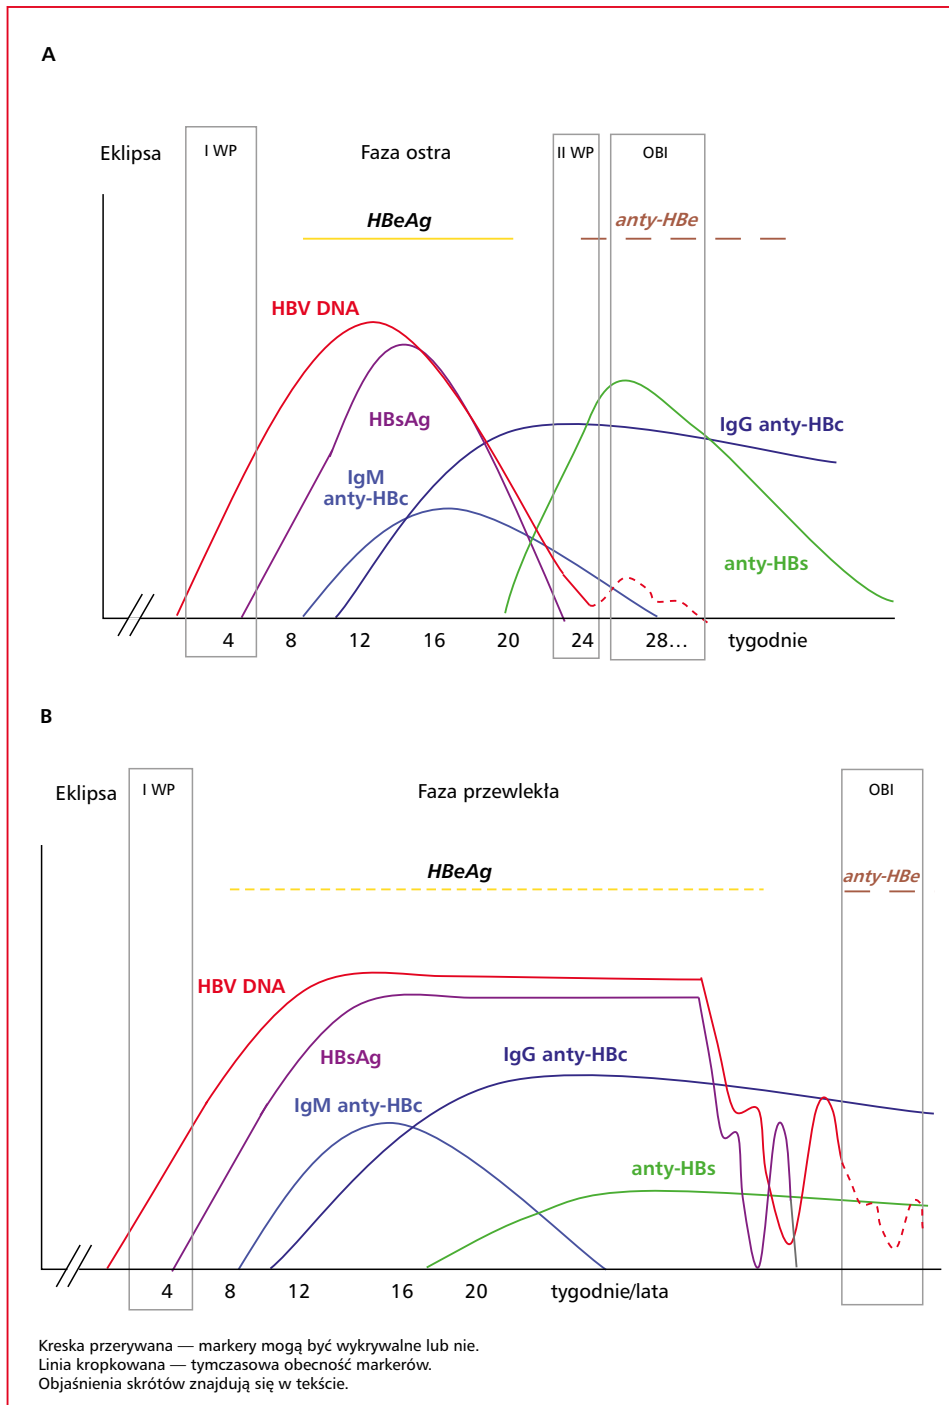 A
Eklipsa
I WP
Faza ostra
II WP
OBI
HBeAg
anty-HBe
HBV DNA
HBsAg
IgG anty-HBc
IgM
anty-HBc
anty-HBs
4 8 12 16 20 24 28... tygodnie
B
Eklipsa
I WP
Faza przewlekła
OBI
HBeAg
anty-HBe
HBV DNA
HBsAg
IgG anty-HBc
IgM anty-HBc
anty-HBs
4 8 12 16 20 tygodnie/lata
Kreska przerywana — markery mogą być wykrywalne lub nie.
Linia kropkowana — tymczasowa obecność markerów.
Objaśnienia skrótów znajdują się w tekście.